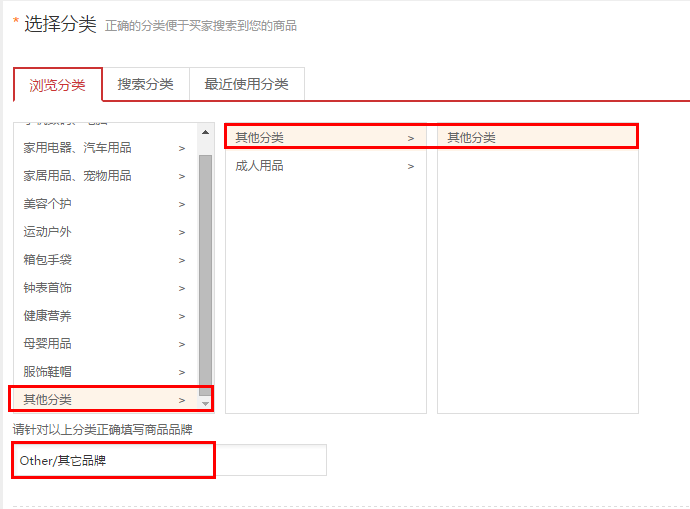 * 选择分类 正确的分类便于买家搜索到您的商品
浏览分类 搜索分类 最近使用分类
家用电器、汽车用品 >
家居用品、宠物用品 >
美容个护 >
运动户外 >
箱包手袋 >
钟表首饰 >
健康营养 >
母婴用品 >
服饰鞋帽 >
其他分类 >
其他分类 >
成人用品 >
其他分类
请针对以上分类正确填写商品品牌
Other/其它品牌